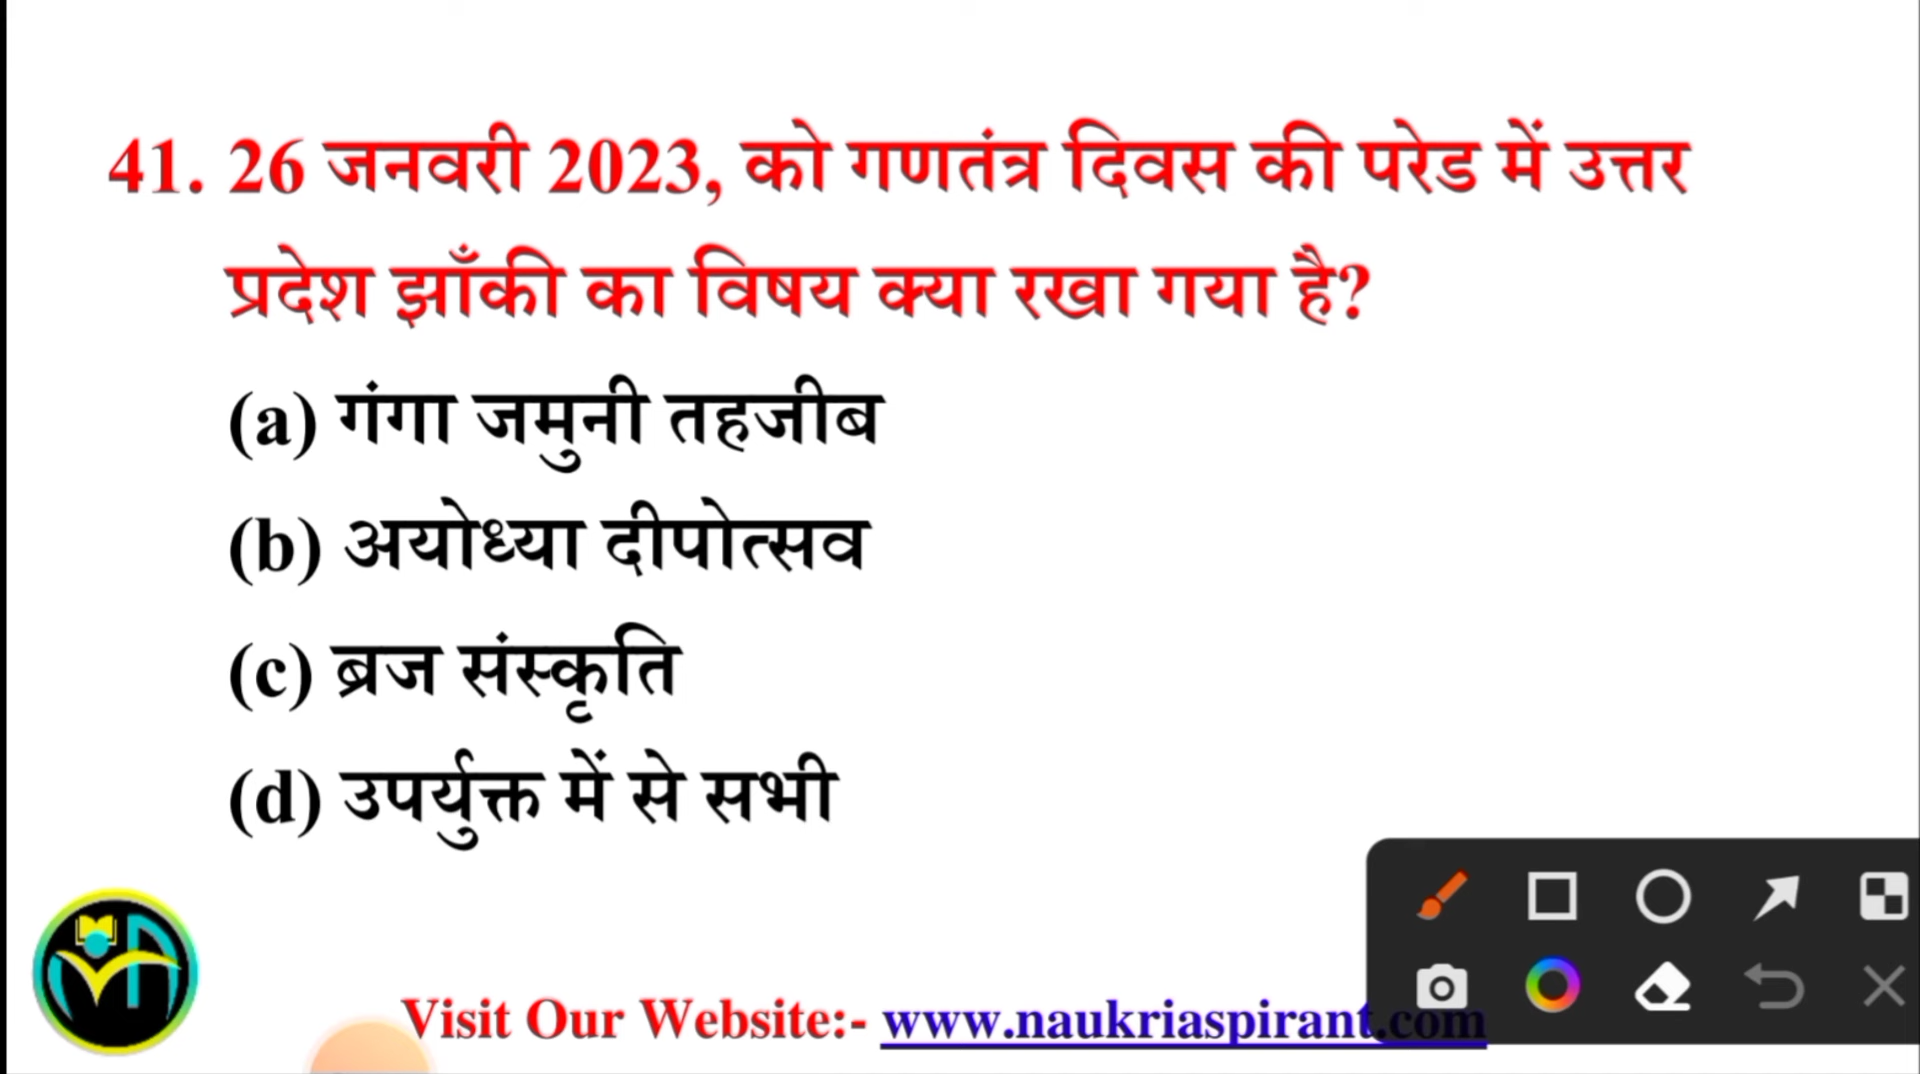 41. 26 जनवरी 2023, को गणतंत्र दिवस की परेड में उत्तर
प्रदेश झाँकी का विषय क्या रखा गया है?
(a) गंगा जमुनी तहजीब
(b) अयोध्या दीपोत्सव
(c) ब्रज संस्कृति
(d) उपर्युक्त में से सभी
Visit Our Website:- www.naukriaspirant.com